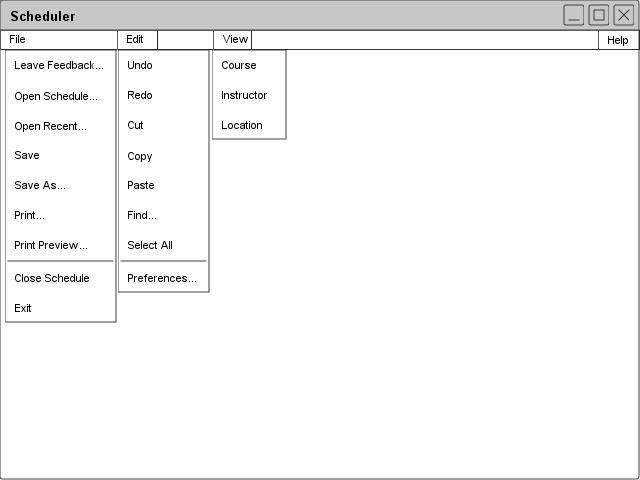 Scheduler
File Edit View Help
Leave Feedback... Undo Course
Open Schedule... Redo Instructor
Open Recent... Cut Location
Save Copy
Save As... Paste
Print... Find...
Print Preview... Select All
Close Schedule Preferences...
Exit